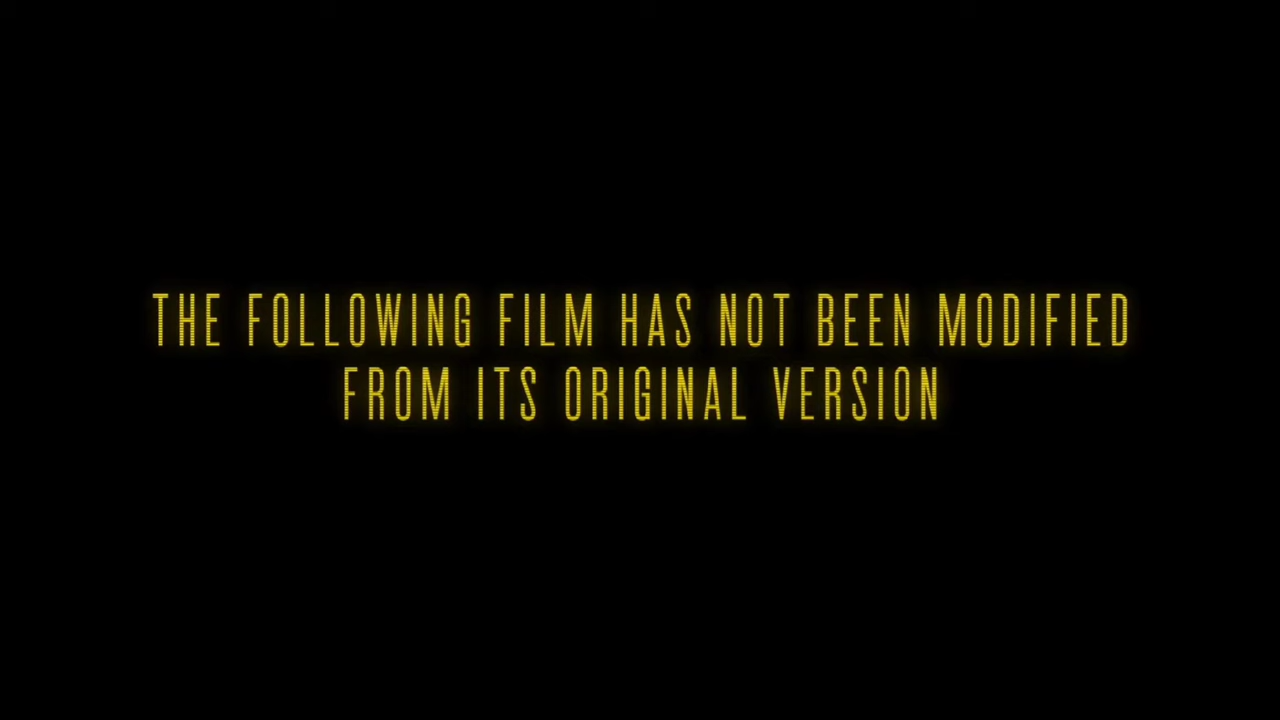 THE FOLLOWING FILM HAS NOT BEEN MODIFIED
FROM ITS ORIGINAL VERSION